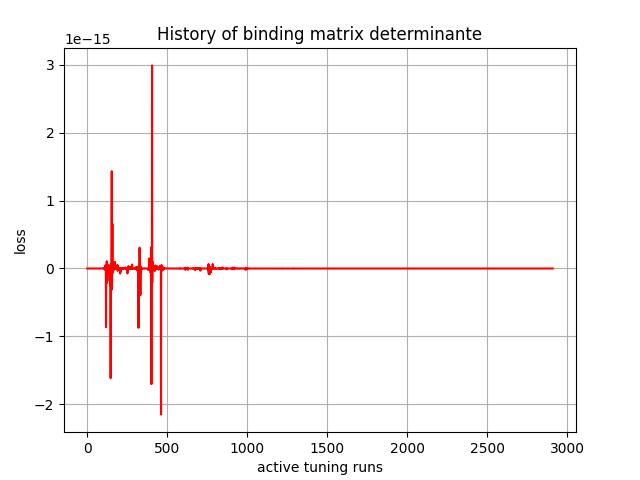 History of binding matrix determinante
1e−15
3
2
1
0
−1
−2
loss
0 500 1000 1500 2000 2500 3000
active tuning runs